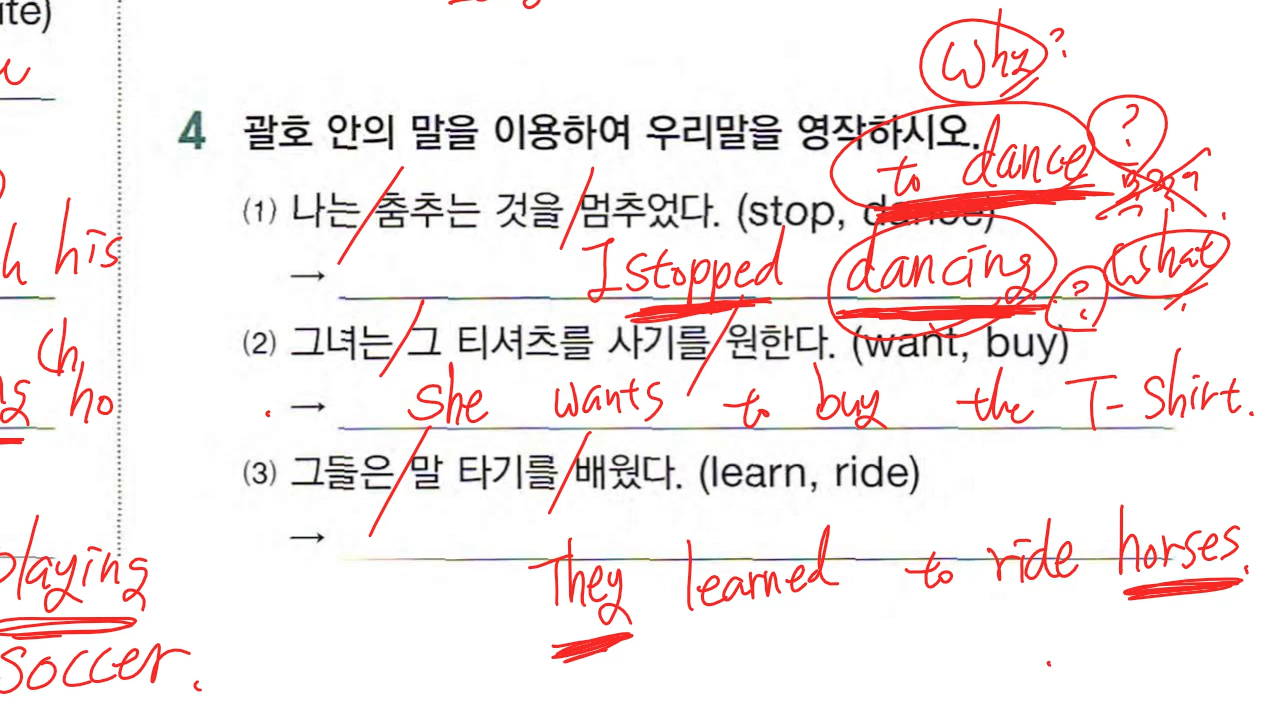 ite)
Why?
4 괄호 안의 말을 이용하여 우리말을 영작하시오.
to dance ?
(1) 나는 춤추는 것을 멈추었다. (stop, dance)
h his
→ I stopped dancing ? What
(2) 그녀는 그 티셔츠를 사기를 원한다. (want, buy)
ch
ho
→ She wants to buy the T-shirt.
(3) 그들은 말 타기를 배웠다. (learn, ride)
→ They learned to ride horses.
playing
soccer.